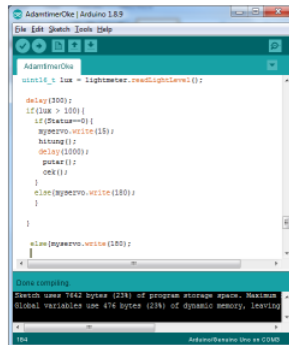 AdamtimerOke | Arduino 1.8.9
File Edit Sketch Tools Help
AdamtimerOke
uint16_t lux = lightmeter.readLightLevel();
delay(300);
if(lux > 100){
if(Status==0){
myservo.write(15);
hitung();
delay(1000);
putar();
cek();
}
else{myservo.write(180);
}
}
else{myservo.write(180);
Done compiling.
Sketch uses 7642 bytes (23%) of program storage space. Maximum
Global variables use 476 bytes (23%) of dynamic memory, leaving
184
Arduino/Genuino Uno on COM8